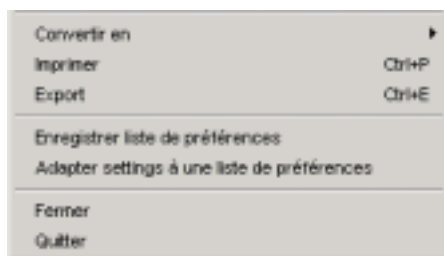 Convertir en
Imprimer Ctrl+P
Export Ctrl+E
Enregistrer liste de préférences
Adapter settings à une liste de préférences
Fermer
Quitter